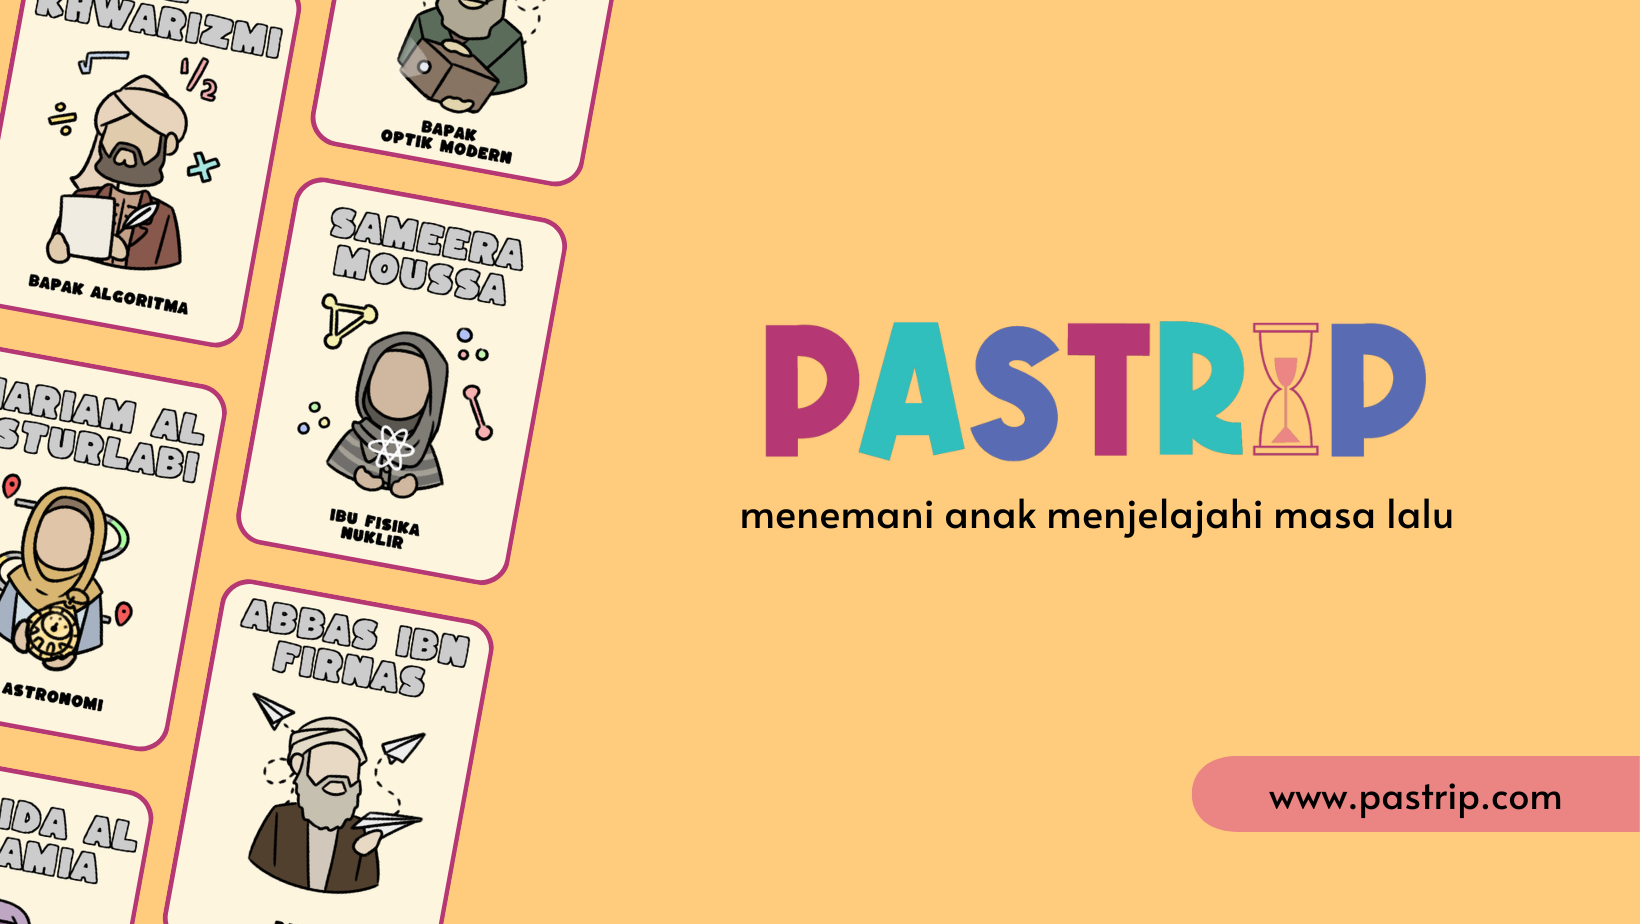 KHWARIZMI
1/2
BAPAK ALGORITMA
BAPAK
OPTIK MODERN
SAMEERA
MOUSSA
IBU FISIKA
NUKLIR
ARIAM AL
STURLABI
ASTRONOMI
ABBAS IBN
FIRNAS
IDA AL
AMIA
PASTRIP
menemani anak menjelajahi masa lalu
www.pastrip.com